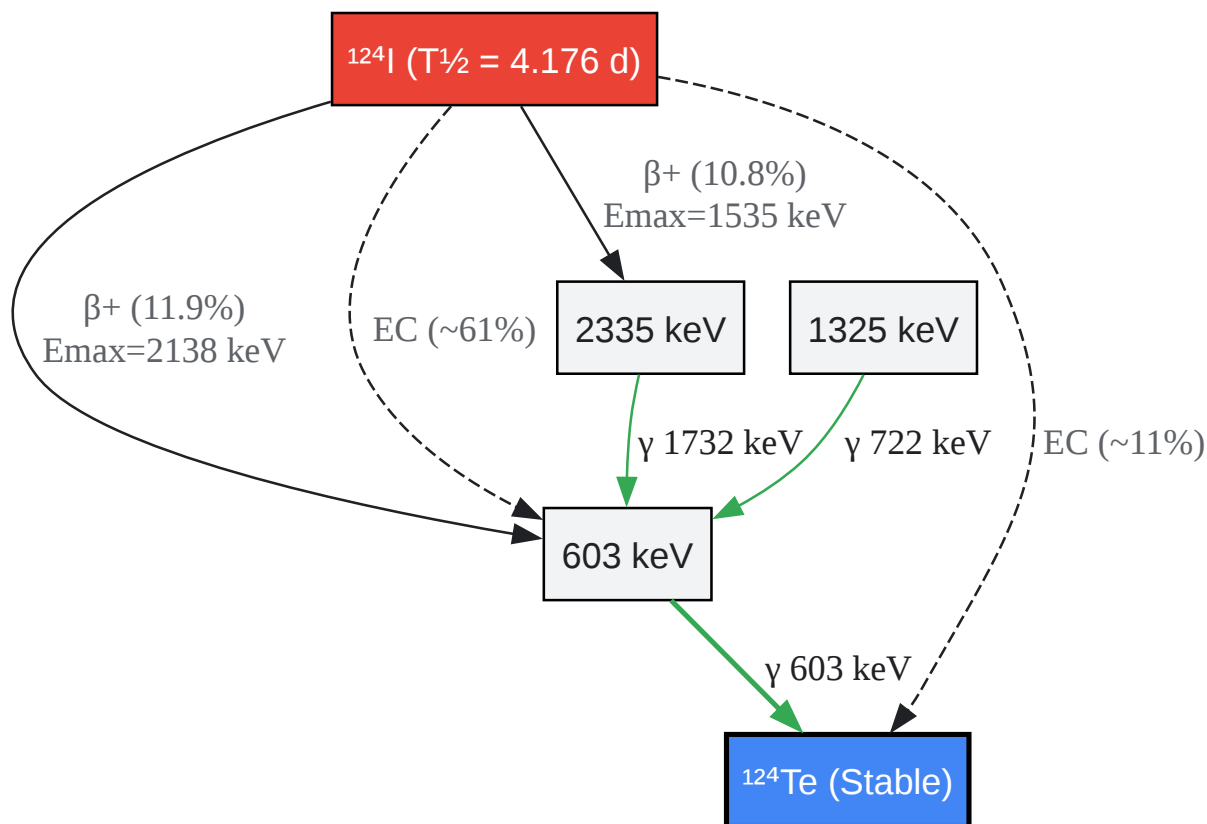 ¹²⁴I (T½ = 4.176 d)
β+ (10.8%)
Emax=1535 keV
β+ (11.9%)
Emax=2138 keV
EC (~61%)
2335 keV
1325 keV
γ 1732 keV
γ 722 keV
EC (~11%)
603 keV
γ 603 keV
¹²⁴Te (Stable)